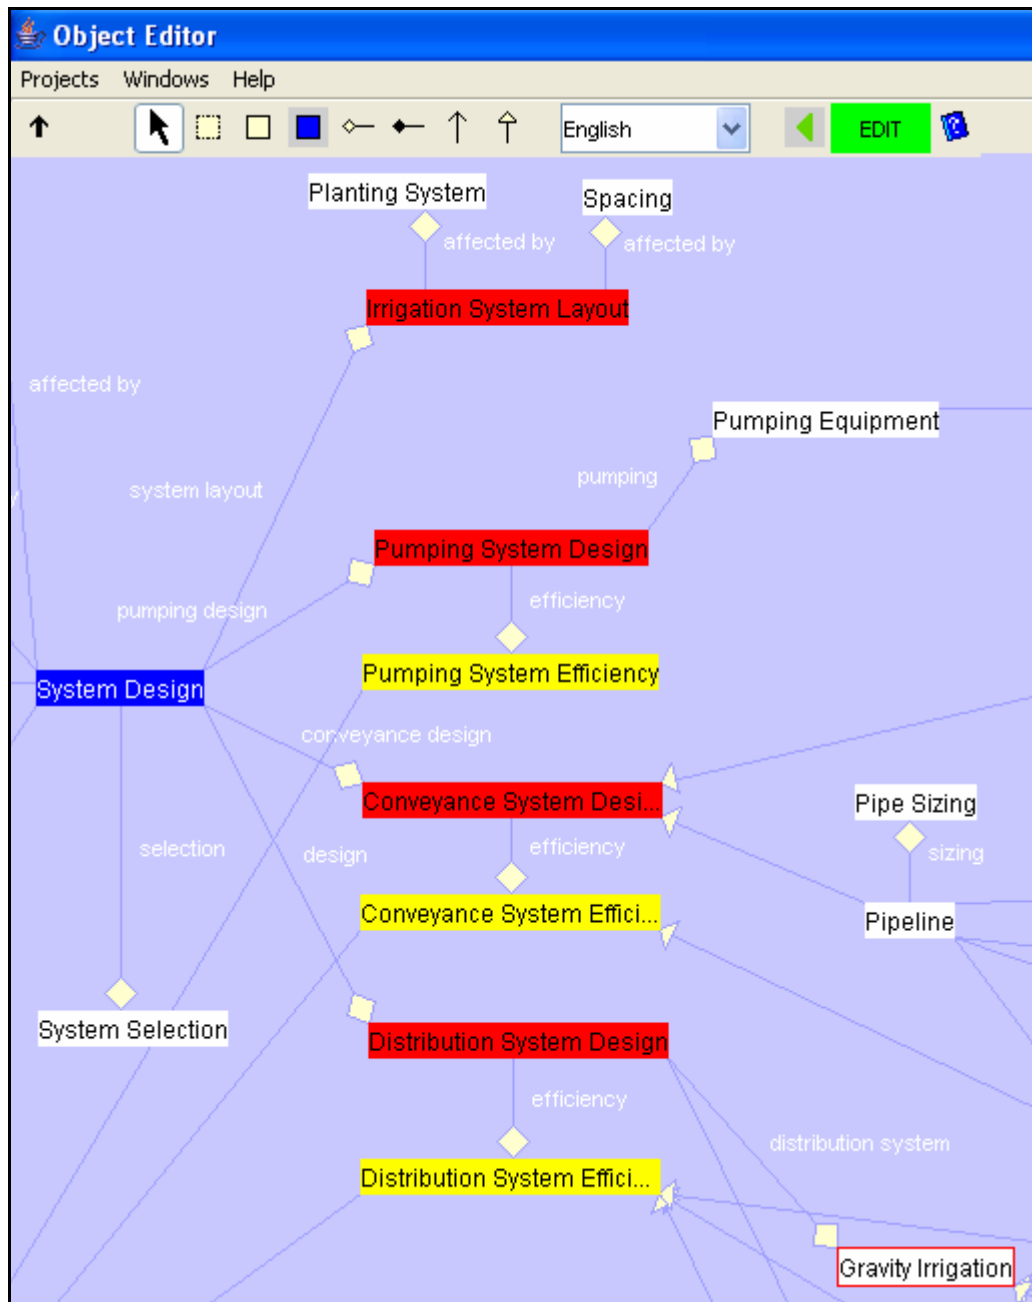 Object Editor
Projects Windows Help
English EDIT
Planting System Spacing
affected by affected by
Irrigation System Layout
affected by
Pumping Equipment
pumping
system layout
Pumping System Design
efficiency
pumping design
Pumping System Efficiency
System Design
conveyance design
Conveyance System Desi...
Pipe Sizing
selection design efficiency sizing
Conveyance System Effici...
Pipeline
System Selection
Distribution System Design
efficiency
distribution system
Distribution System Effici...
Gravity Irrigation